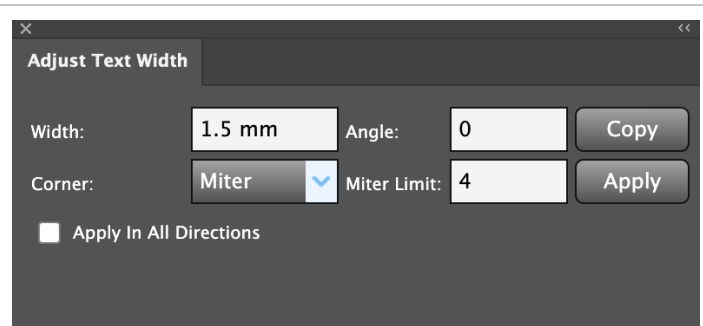 Adjust Text Width
Width: 1.5 mm Angle: 0 Copy
Corner: Miter Miter Limit: 4 Apply
Apply In All Directions